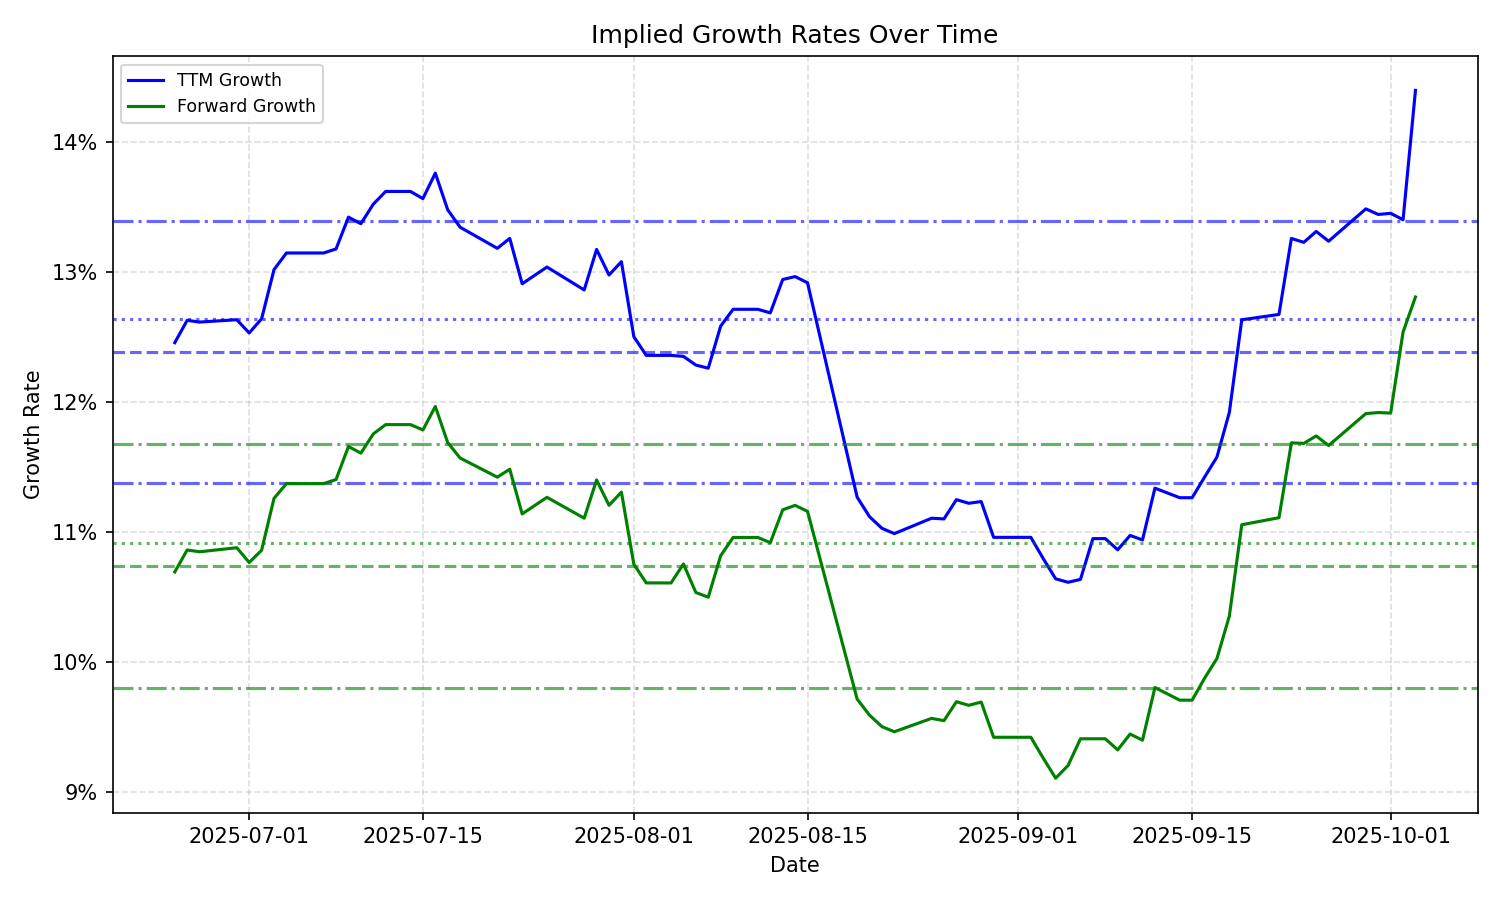 Implied Growth Rates Over Time
TTM Growth
Forward Growth
Growth Rate
14%
13%
12%
11%
10%
9%
2025-07-01
2025-07-15
2025-08-01
2025-08-15
2025-09-01
2025-09-15
2025-10-01
Date